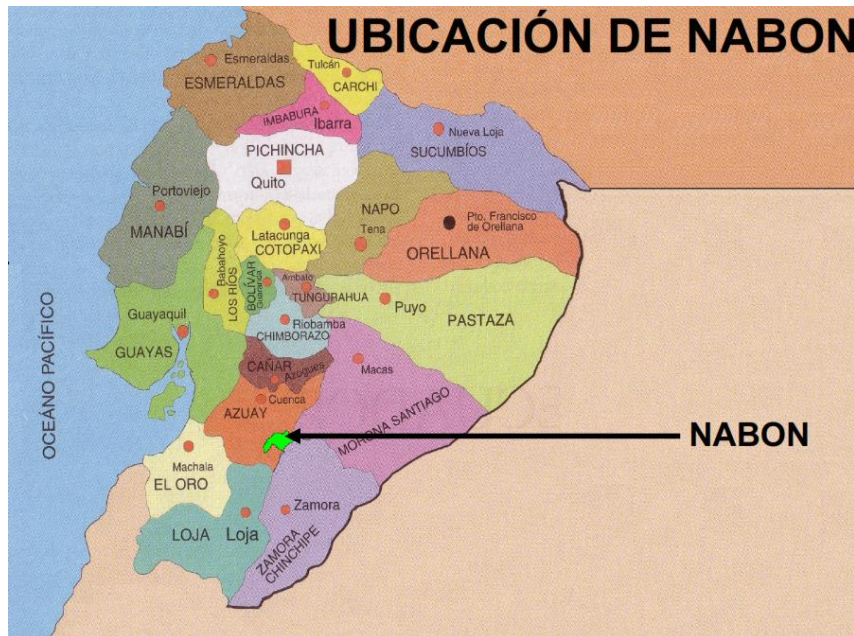 UBICACIÓN DE NABON
Esmeraldas
ESMERALDAS
Tulcán
CARCHI
IMBABURA
Ibarra
Nueva Loja
SUCUMBÍOS
PICHINCHA
Quito
Portoviejo
MANABÍ
NAPO
Tena
Pto. Francisco
de Orellana
ORELLANA
Latacunga
COTOPAXI
Babahoyo
LOS RÍOS
BOLÍVAR
Guaranda
Ambato
TUNGURAHUA
Puyo
PASTAZA
Guayaquil
GUAYAS
Riobamba
CHIMBORAZO
OCEÁNO PACÍFICO
CAÑAR
Azogues
Macas
MORONA SANTIAGO
Cuenca
AZUAY
NABON
Machala
EL ORO
LOJA
Loja
Zamora
ZAMORA
CHINCHIPE